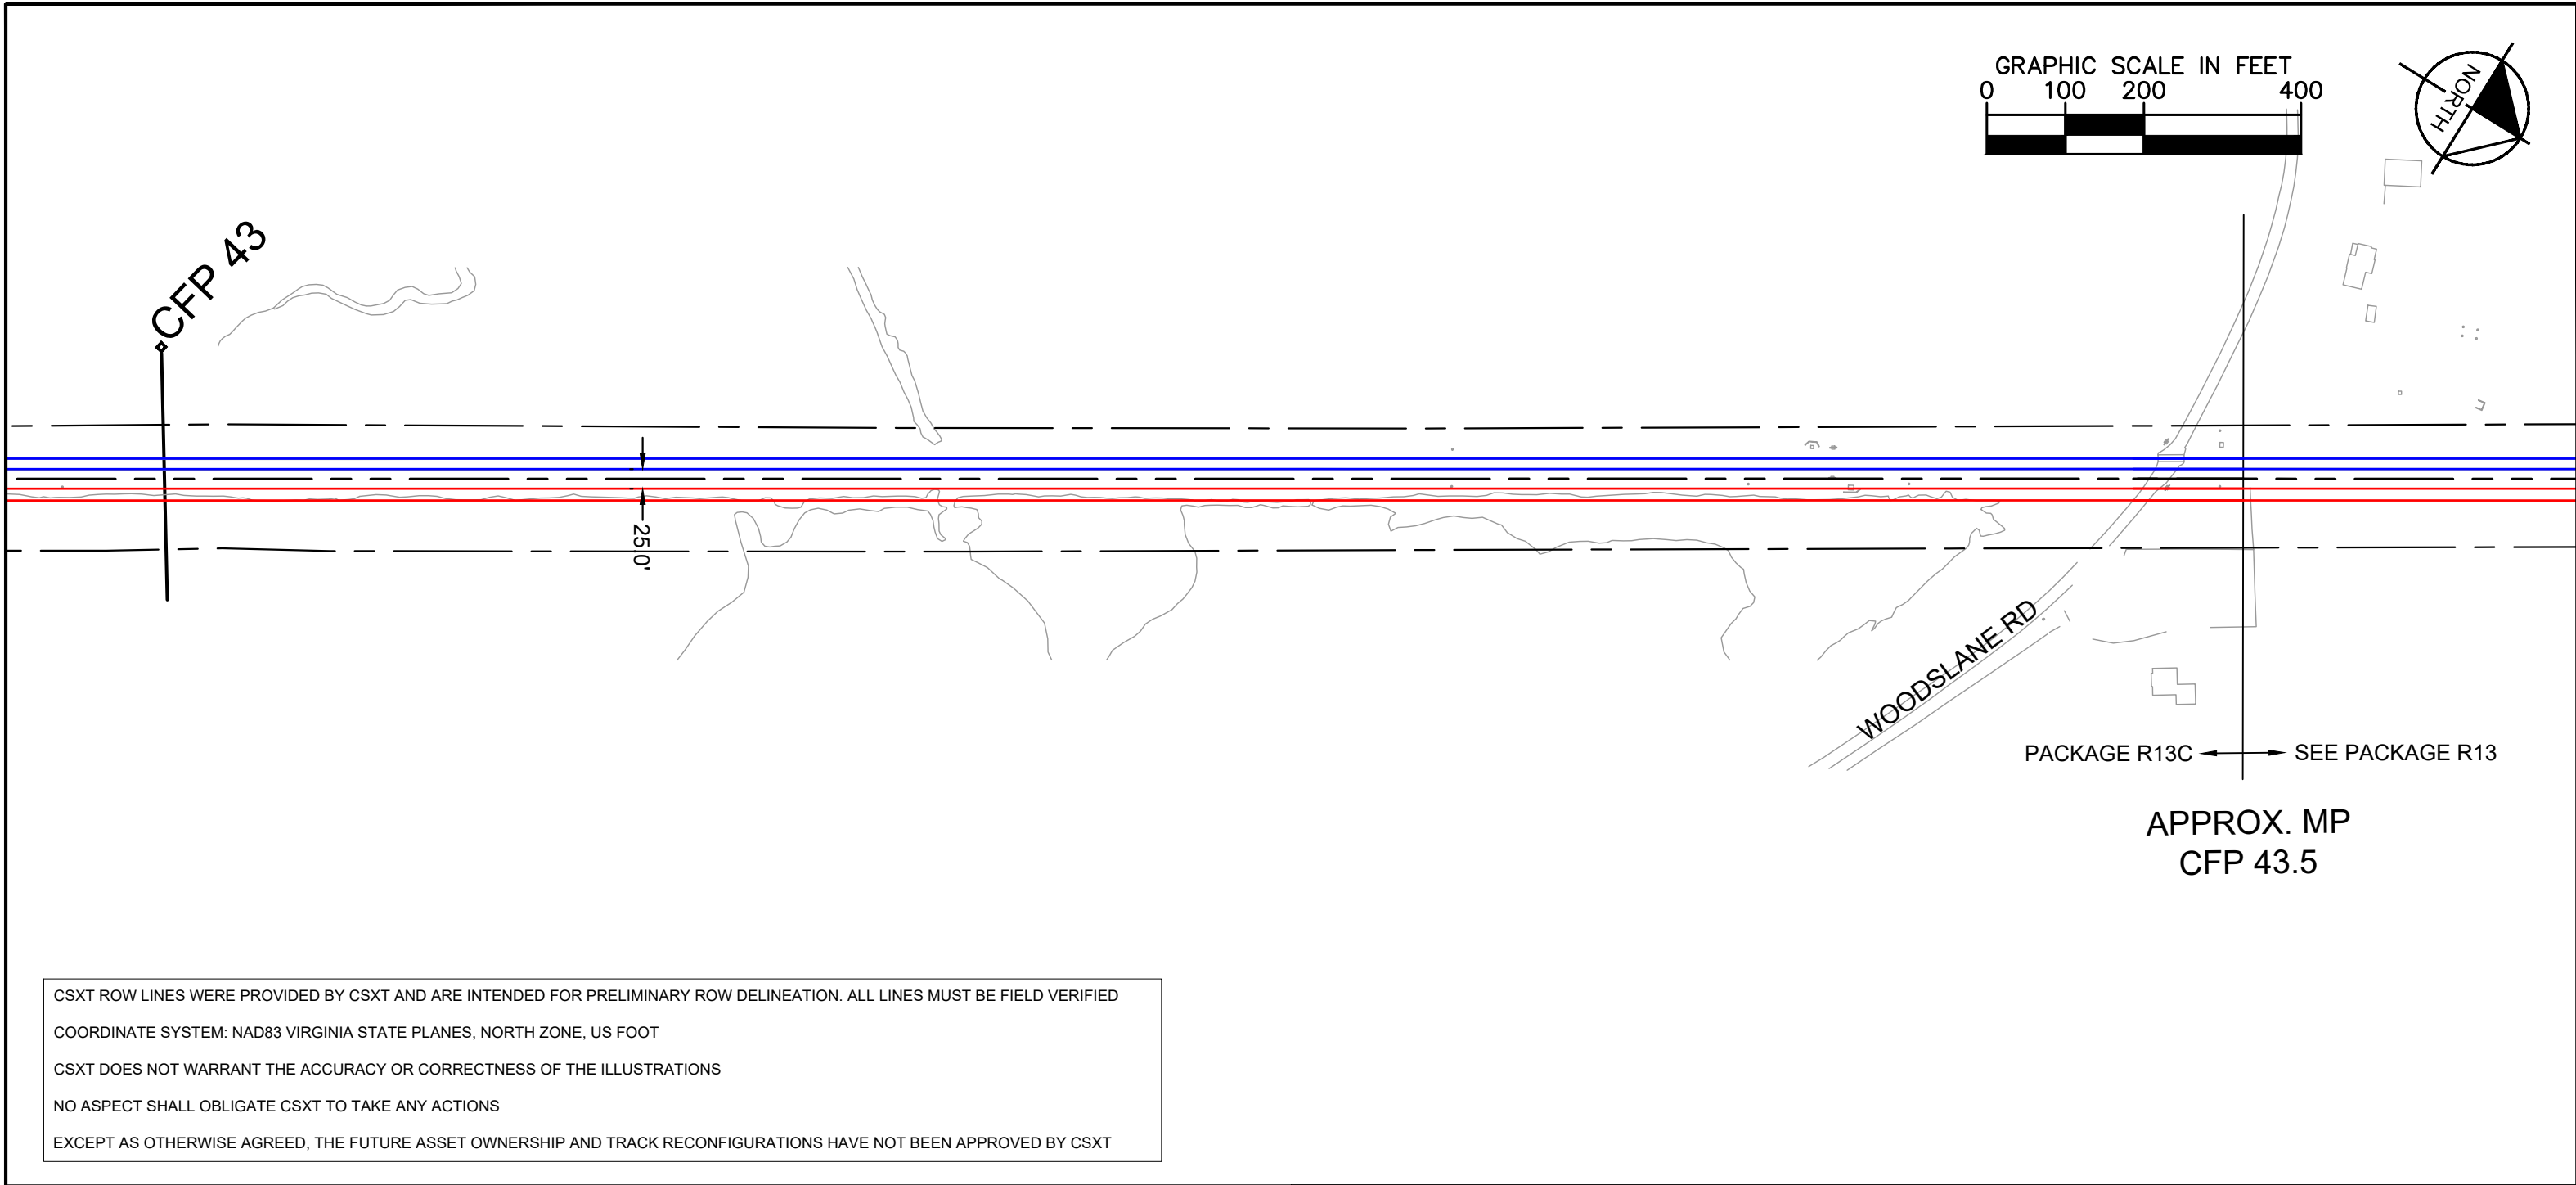 GRAPHIC SCALE IN FEET
0 100 200 400
NORTH
CFP 43
25.0'
WOODSLANE RD
PACKAGE R13C
SEE PACKAGE R13
APPROX. MP
CFP 43.5
CSXT ROW LINES WERE PROVIDED BY CSXT AND ARE INTENDED FOR PRELIMINARY ROW DELINEATION. ALL LINES MUST BE FIELD VERIFIED
COORDINATE SYSTEM: NAD83 VIRGINIA STATE PLANES, NORTH ZONE, US FOOT
CSXT DOES NOT WARRANT THE ACCURACY OR CORRECTNESS OF THE ILLUSTRATIONS
NO ASPECT SHALL OBLIGATE CSXT TO TAKE ANY ACTIONS
EXCEPT AS OTHERWISE AGREED, THE FUTURE ASSET OWNERSHIP AND TRACK RECONFIGURATIONS HAVE NOT BEEN APPROVED BY CSXT